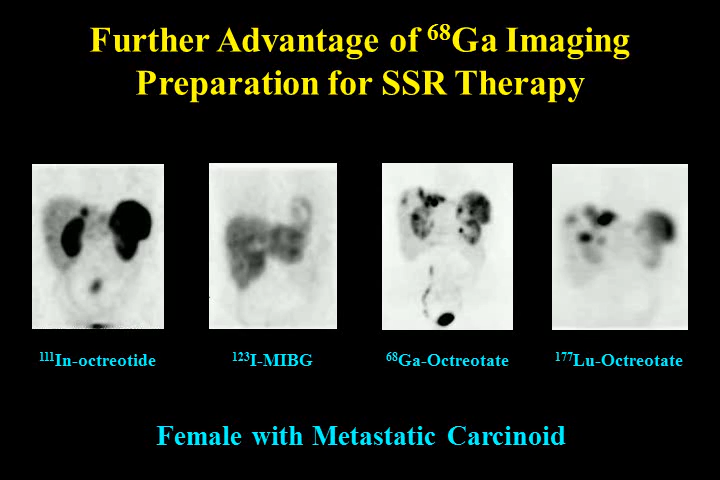 Further Advantage of ⁶⁸Ga Imaging
Preparation for SSR Therapy
¹¹¹In-octreotide
¹²³I-MIBG
⁶⁸Ga-Octreotate
¹⁷⁷Lu-Octreotate
Female with Metastatic Carcinoid